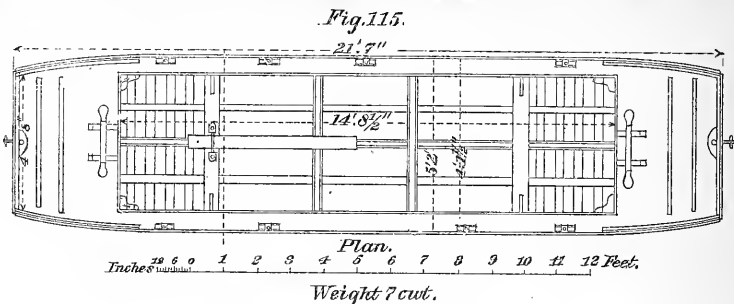 Fig. 115.
21'. 7"
14' 8½"
5' 2"
4' 1½"
Plan.
Inches 12 6 0 1 2 3 4 5 6 7 8 9 10 11 12 Feet.
Weight 7 cwt.